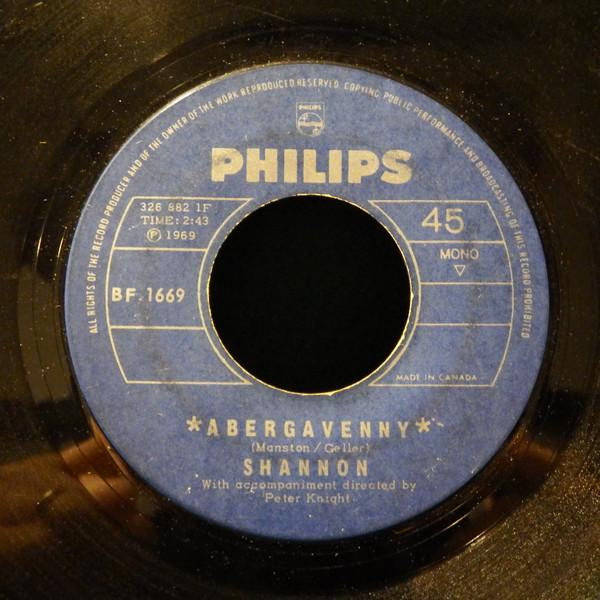 ALL RIGHTS OF THE RECORD PRODUCER AND OF THE OWNER OF THE WORK REPRODUCED RESERVED. COPYING, PUBLIC PERFORMANCE AND BROADCASTING OF THIS RECORD PROHIBITED
PHILIPS
PHILIPS
326 882 1F
TIME: 2:43
Ⓟ 1969
BF.1669
45
MONO
▽
MADE IN CANADA
*ABERGAVENNY*
(Manston / Geller)
SHANNON
With accompaniment directed by
Peter Knight